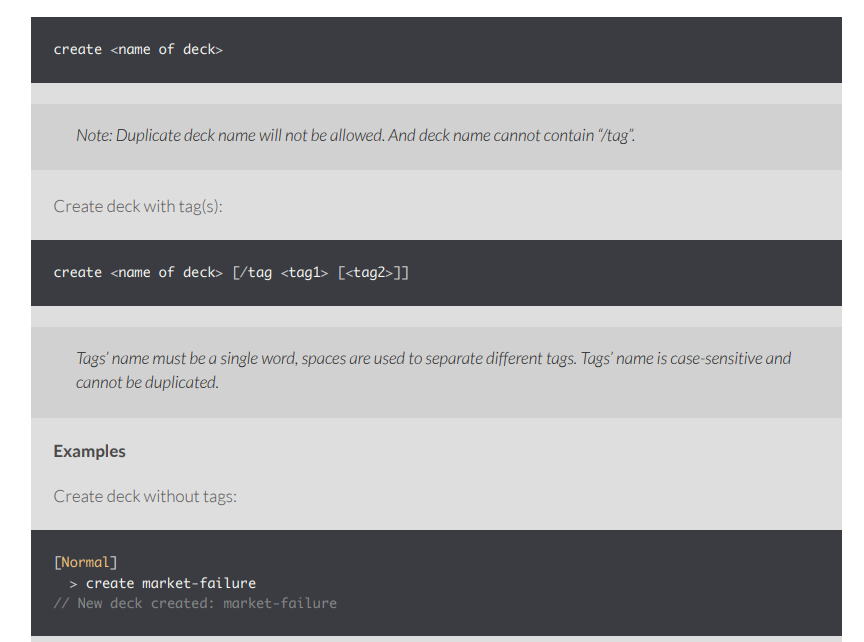 create <name of deck>
Note: Duplicate deck name will not be allowed. And deck name cannot contain “/tag”.
Create deck with tag(s):
create <name of deck> [/tag <tag1> [<tag2>]]
Tags’ name must be a single word, spaces are used to separate different tags. Tags’ name is case-sensitive and
cannot be duplicated.
Examples
Create deck without tags:
[Normal]
> create market-failure
// New deck created: market-failure